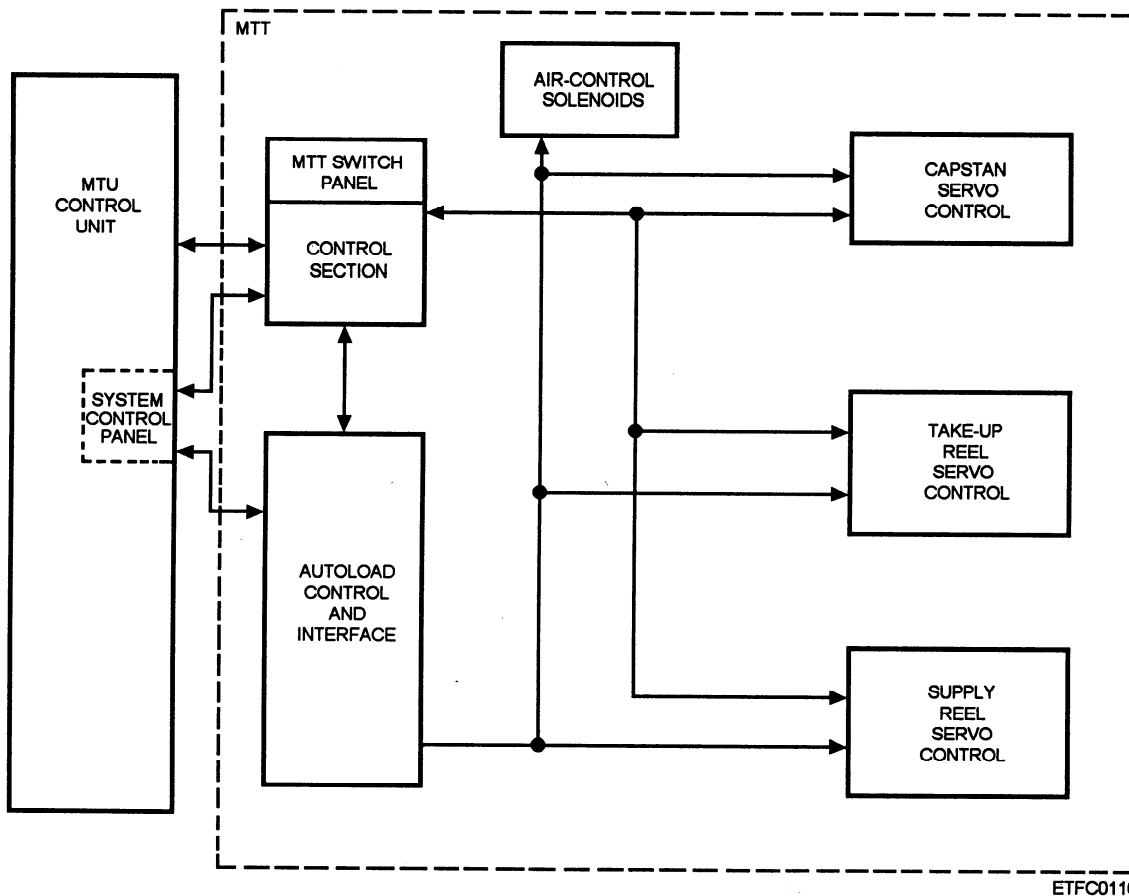 MTT
AIR-CONTROL
SOLENOIDS
MTU
CONTROL
UNIT
MTT SWITCH
PANEL
CONTROL
SECTION
CAPSTAN
SERVO
CONTROL
SYSTEM
CONTROL
PANEL
TAKE-UP
REEL
SERVO
CONTROL
AUTOLOAD
CONTROL
AND
INTERFACE
SUPPLY
REEL
SERVO
CONTROL